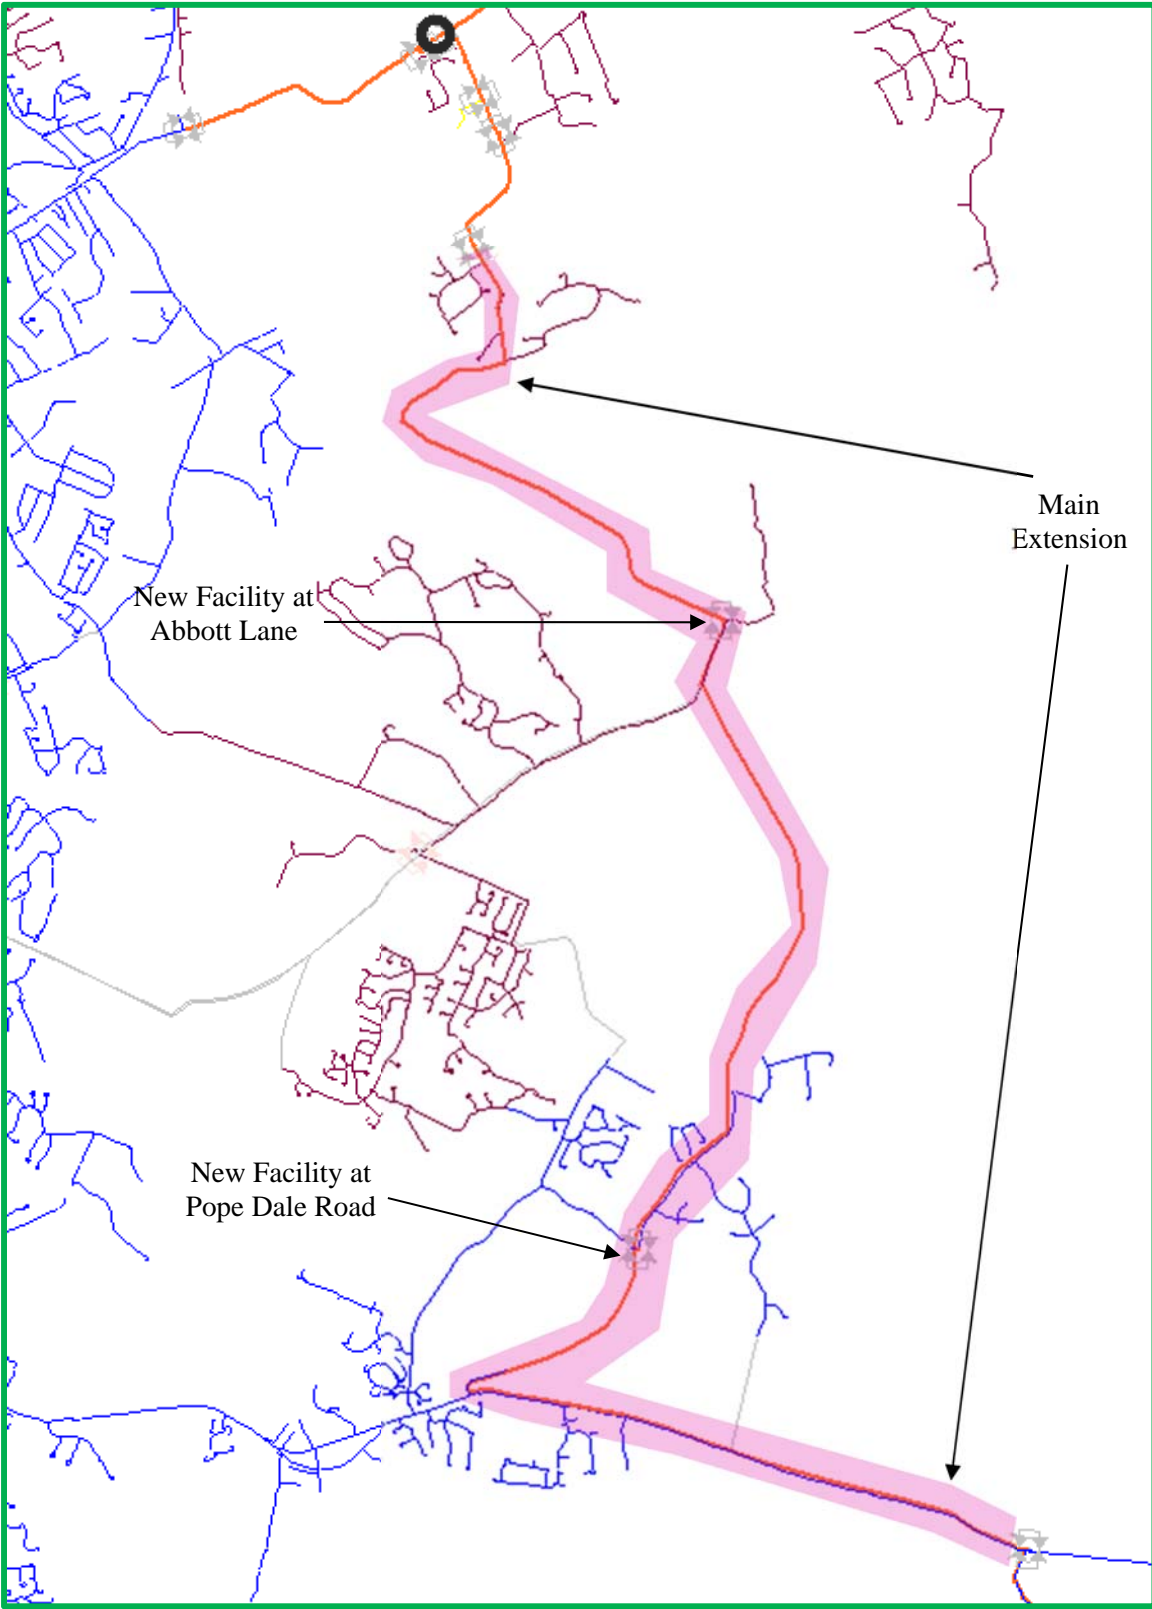 Main
Extension
New Facility at
Abbott Lane
New Facility at
Pope Dale Road